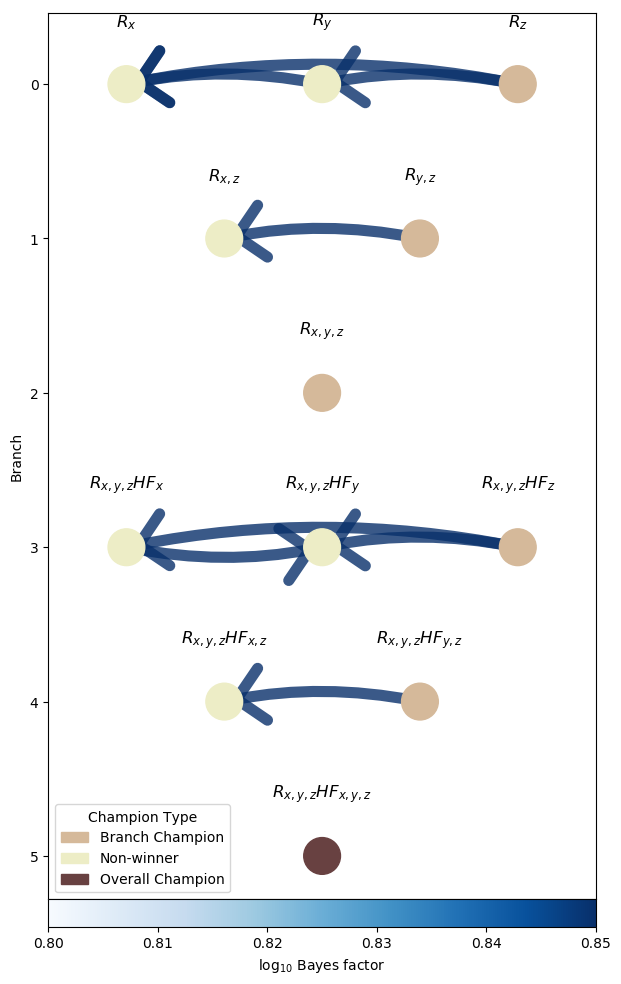 R_x R_y R_z
0
R_{x,z} R_{y,z}
1
R_{x,y,z}
2
Branch
R_{x,y,z}HF_x R_{x,y,z}HF_y R_{x,y,z}HF_z
3
R_{x,y,z}HF_{x,z} R_{x,y,z}HF_{y,z}
4
R_{x,y,z}HF_{x,y,z}
Champion Type
Branch Champion
Non-winner
Overall Champion
5
0.80 0.81 0.82 0.83 0.84 0.85
log_{10} Bayes factor